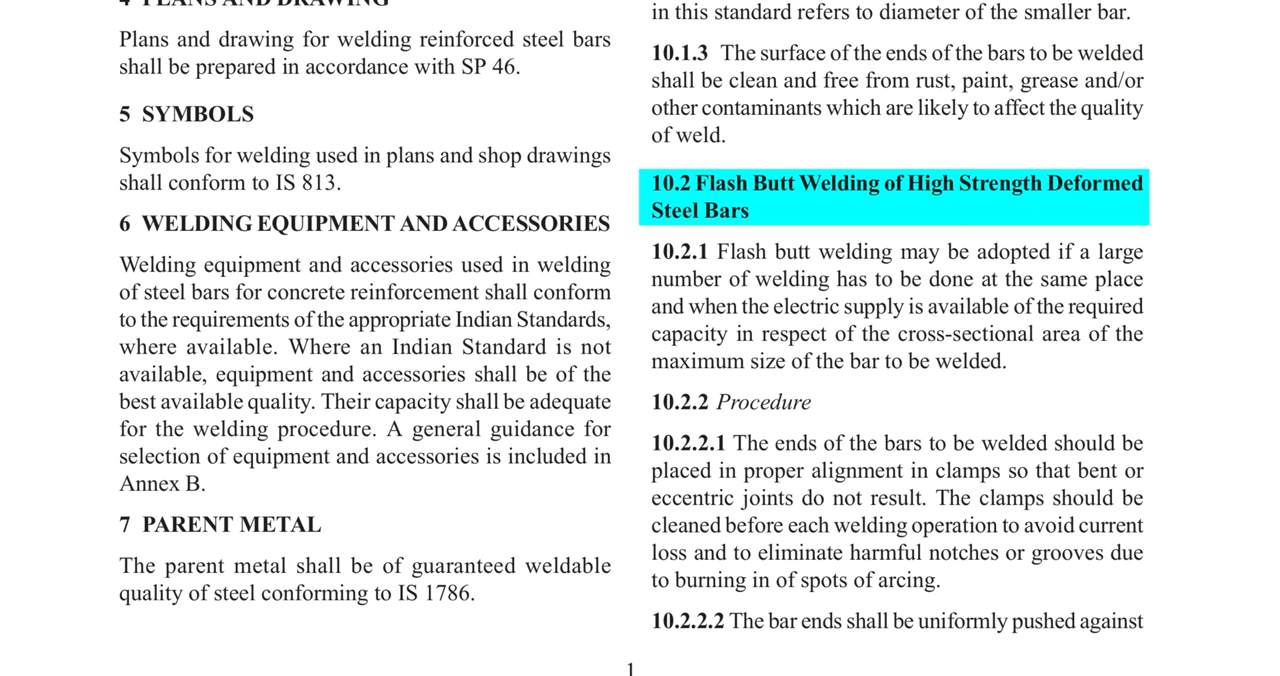 4 PLANS AND DRAWING
Plans and drawing for welding reinforced steel bars
shall be prepared in accordance with SP 46.
5 SYMBOLS
Symbols for welding used in plans and shop drawings
shall conform to IS 813.
6 WELDING EQUIPMENT AND ACCESSORIES
Welding equipment and accessories used in welding
of steel bars for concrete reinforcement shall conform
to the requirements of the appropriate Indian Standards,
where available. Where an Indian Standard is not
available, equipment and accessories shall be of the
best available quality. Their capacity shall be adequate
for the welding procedure. A general guidance for
selection of equipment and accessories is included in
Annex B.
7 PARENT METAL
The parent metal shall be of guaranteed weldable
quality of steel conforming to IS 1786.
in this standard refers to diameter of the smaller bar.
10.1.3 The surface of the ends of the bars to be welded
shall be clean and free from rust, paint, grease and/or
other contaminants which are likely to affect the quality
of weld.
10.2 Flash Butt Welding of High Strength Deformed
Steel Bars
10.2.1 Flash butt welding may be adopted if a large
number of welding has to be done at the same place
and when the electric supply is available of the required
capacity in respect of the cross-sectional area of the
maximum size of the bar to be welded.
10.2.2 Procedure
10.2.2.1 The ends of the bars to be welded should be
placed in proper alignment in clamps so that bent or
eccentric joints do not result. The clamps should be
cleaned before each welding operation to avoid current
loss and to eliminate harmful notches or grooves due
to burning in of spots of arcing.
10.2.2.2 The bar ends shall be uniformly pushed against
1